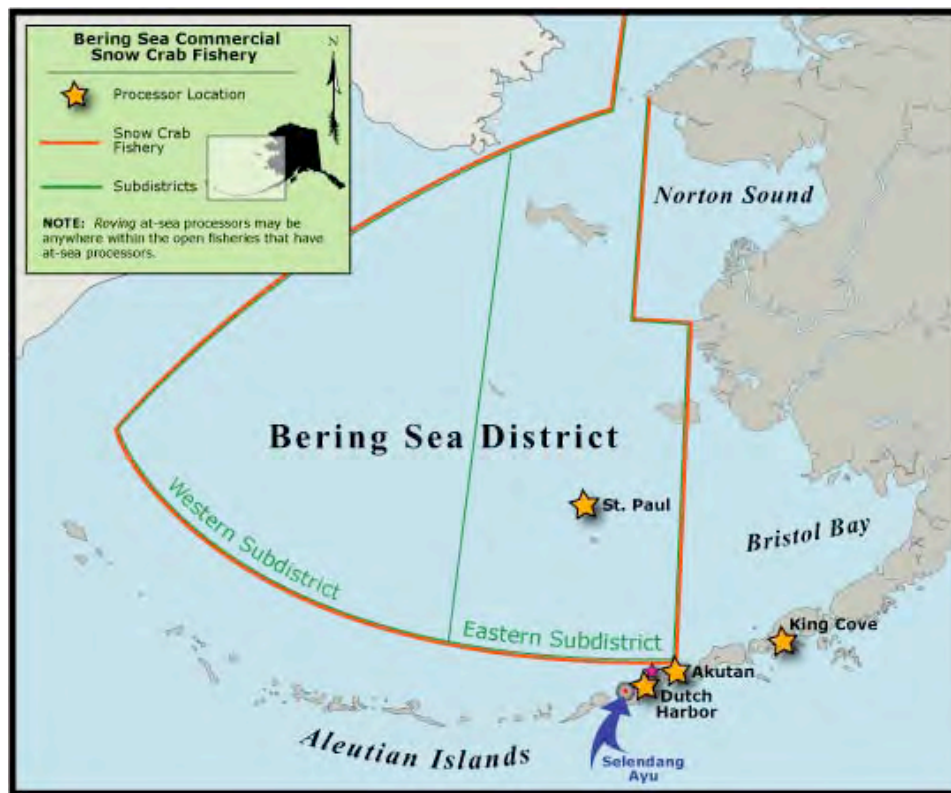 Bering Sea Commercial
Snow Crab Fishery
N
Processor Location
Snow Crab
Fishery
Subdistricts
NOTE: Roving at-sea processors may be
anywhere within the open fisheries that have
at-sea processors.
Norton Sound
Bering Sea District
Western Subdistrict
St. Paul
Bristol Bay
Eastern Subdistrict
King Cove
Akutan
Dutch
Harbor
Aleutian Islands
Selendang
Ayu